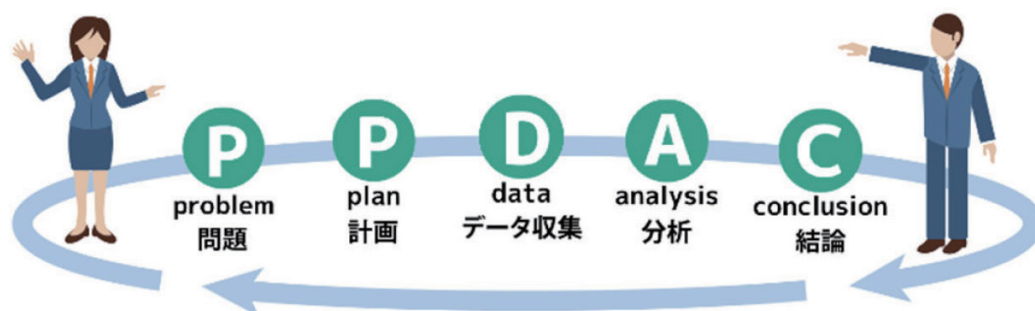 P
problem
問題
P
plan
計画
D
data
データ収集
A
analysis
分析
C
conclusion
結論